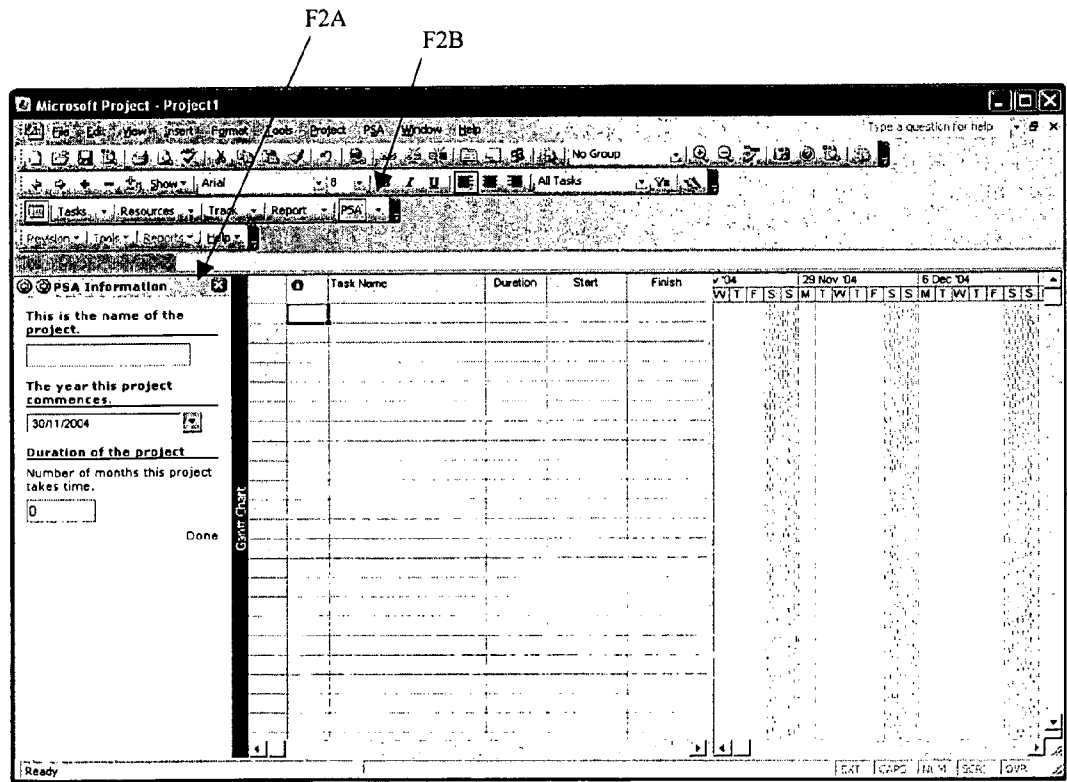 F2A
F2B
Microsoft Project - Project1
File Edit View Insert Format Tools Project PSA Window Help Type a question for help
No Group
Show Arial 8 B I U All Tasks
Tasks Resources Track Report PSA
Revision Tools Reports Help
PSA Information
Task Name Duration Start Finish
v '04 29 Nov '04 6 Dec '04
W T F S S M T W T F S S M T W T F S S
This is the name of the
project.
The year this project
commences.
30/11/2004
Duration of the project
Number of months this project
takes time.
0
Done
Gantt Chart
Ready EXT CAPS NUM SCRL OVR